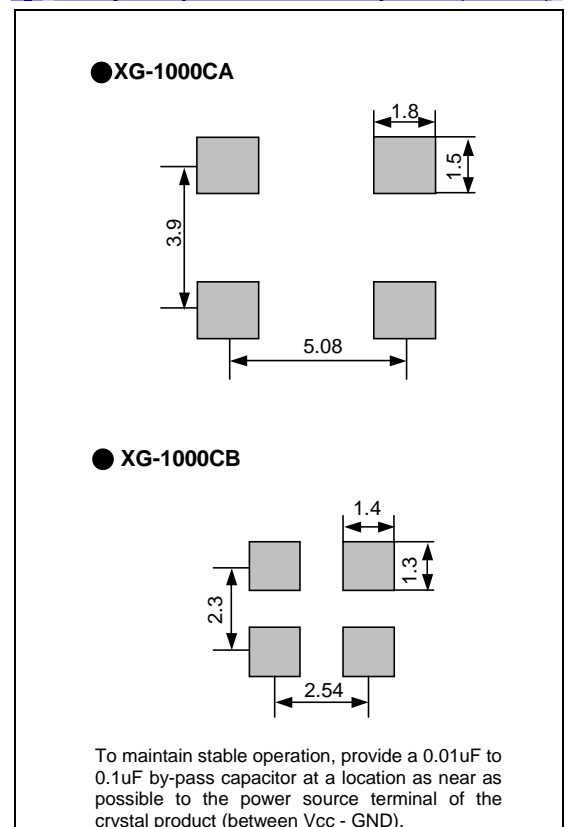 ●XG-1000CA
1.8
1.5
3.9
5.08
● XG-1000CB
1.4
1.3
2.3
2.54
To maintain stable operation, provide a 0.01uF to
0.1uF by-pass capacitor at a location as near as
possible to the power source terminal of the
crystal product (between Vcc - GND).